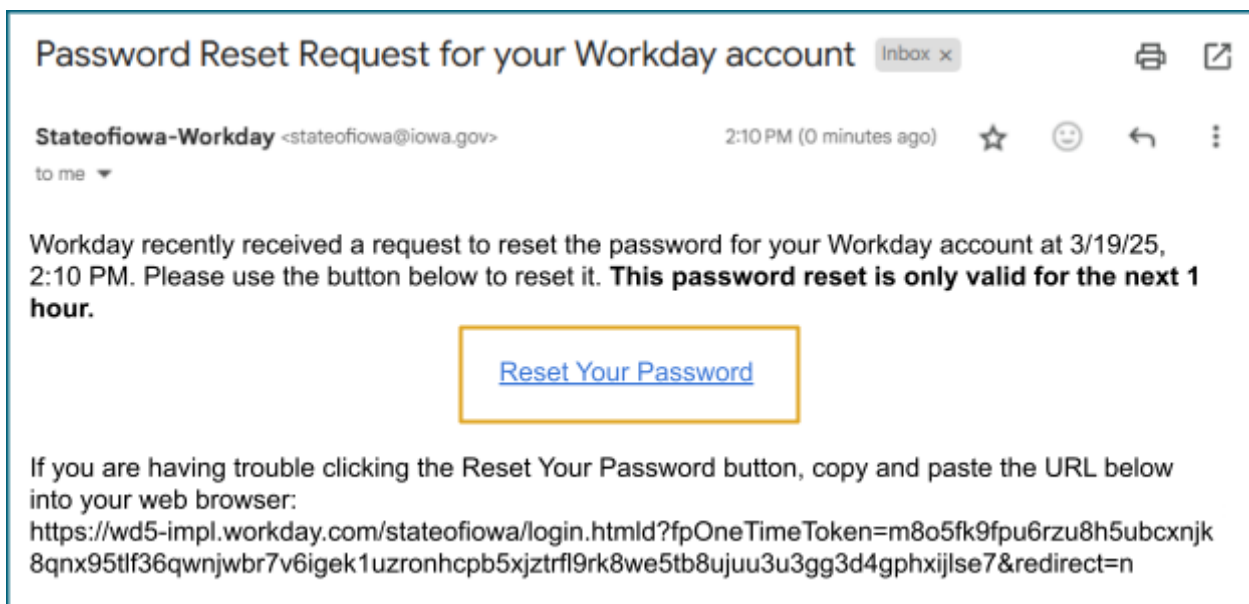 Password Reset Request for your Workday account Inbox x
Stateofiowa-Workday <stateofiowa@iowa.gov> 2:10 PM (0 minutes ago)
to me
Workday recently received a request to reset the password for your Workday account at 3/19/25,
2:10 PM. Please use the button below to reset it. This password reset is only valid for the next 1
hour.
Reset Your Password
If you are having trouble clicking the Reset Your Password button, copy and paste the URL below
into your web browser:
https://wd5-impl.workday.com/stateofiowa/login.htmld?fpOneTimeToken=m8o5fk9fpu6rzu8h5ubcxnjk
8qnx95tlf36qwnjwbr7v6igek1uzronhcpb5xjztrfl9rk8we5tb8ujuu3u3gg3d4gphxijlse7&redirect=n